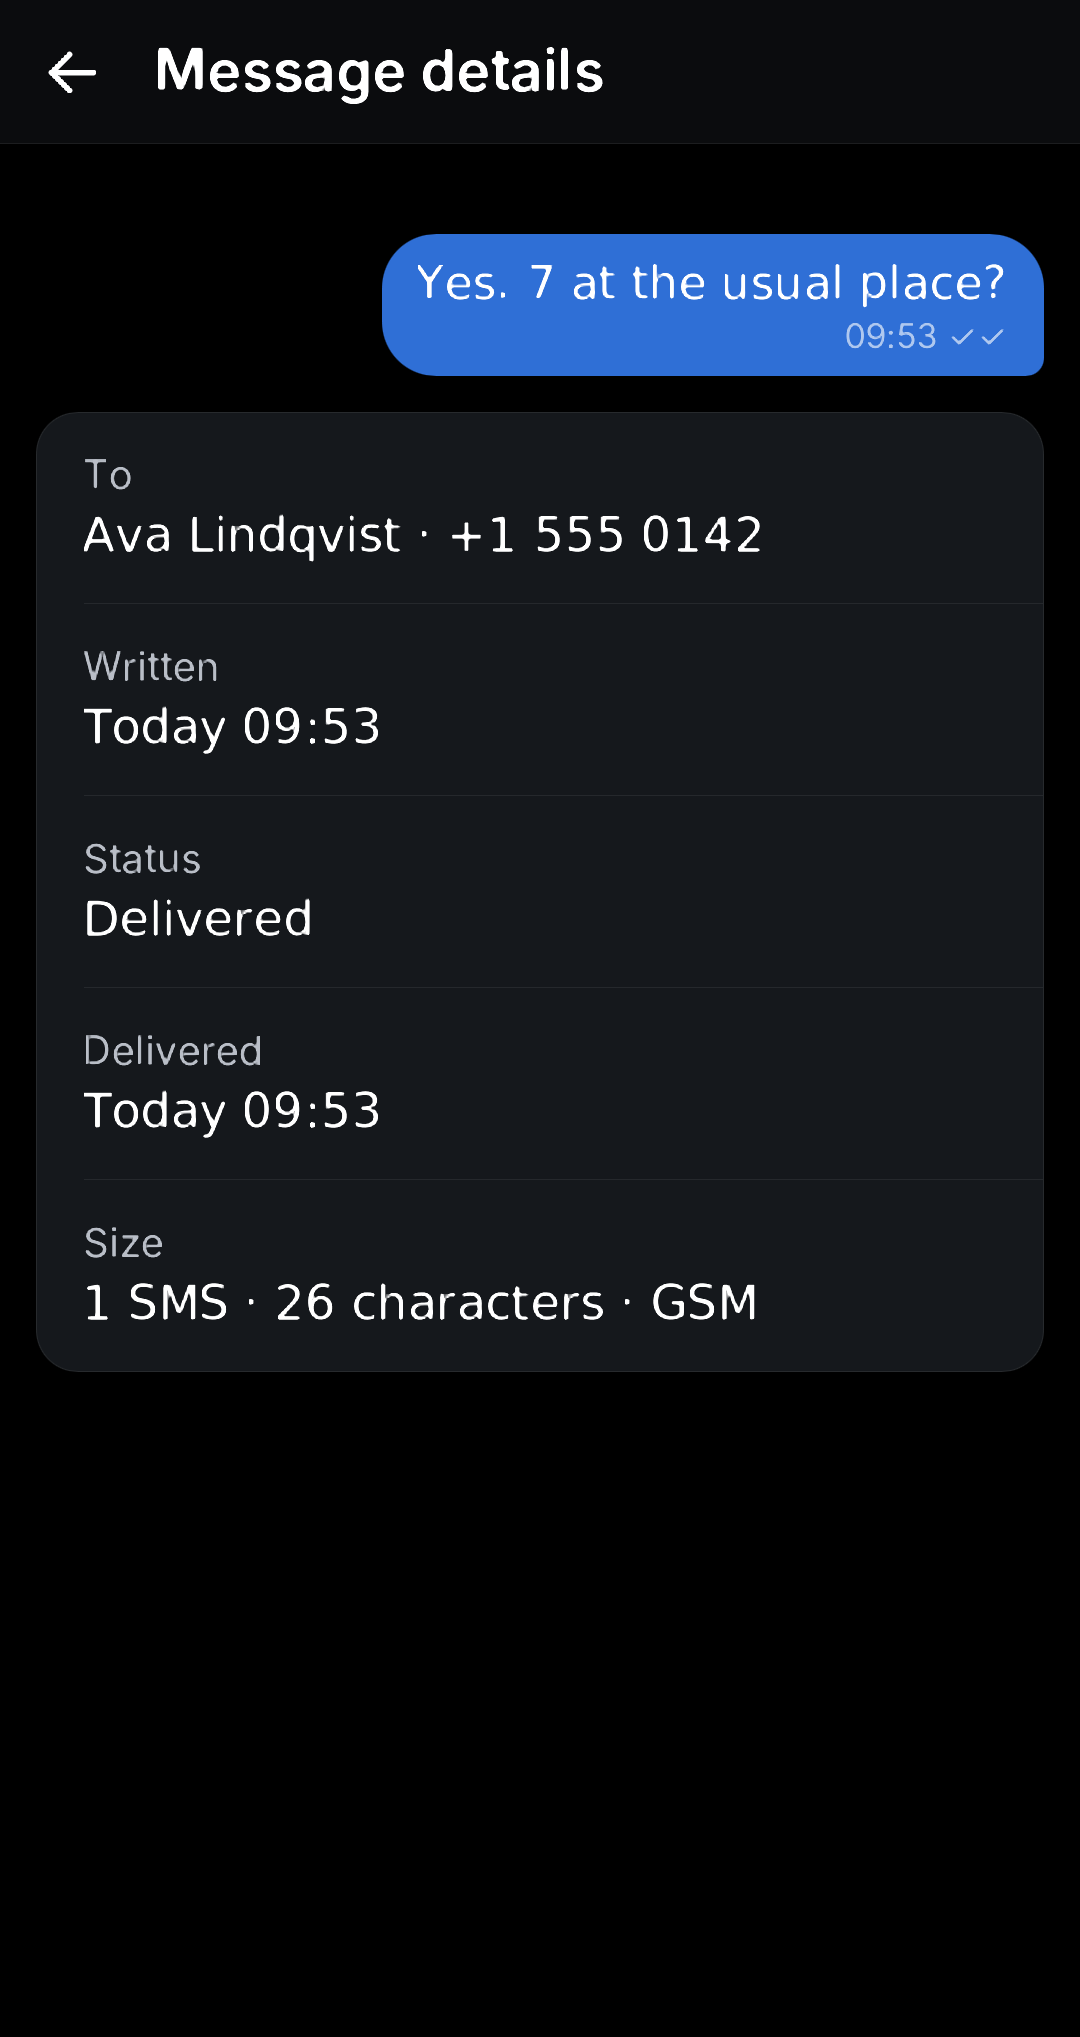 Message details
Yes. 7 at the usual place?
09:53
To
Ava Lindqvist · +1 555 0142
Written
Today 09:53
Status
Delivered
Delivered
Today 09:53
Size
1 SMS · 26 characters · GSM